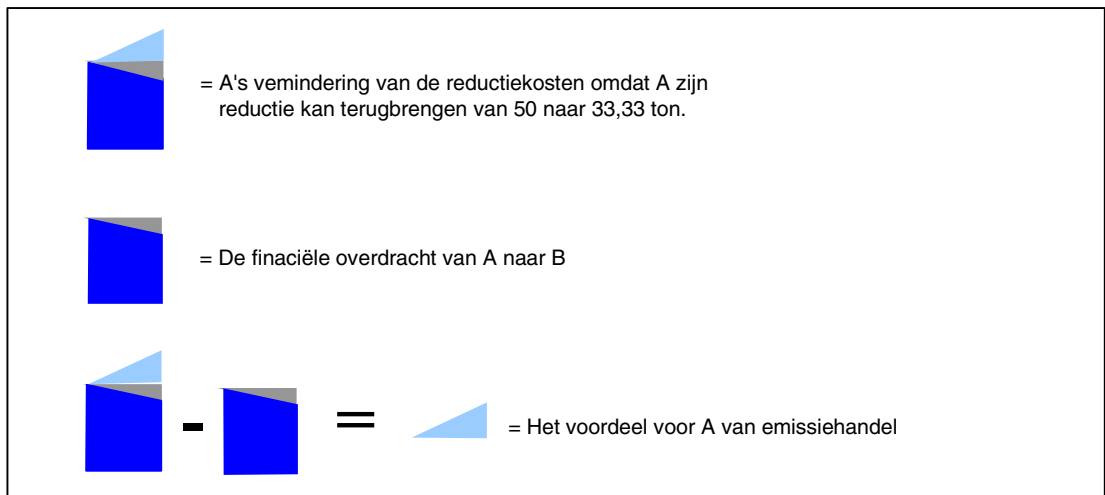 = A's vemindering van de reductiekosten omdat A zijn
reductie kan terugbrengen van 50 naar 33,33 ton.
= De finaciële overdracht van A naar B
- = = Het voordeel voor A van emissiehandel